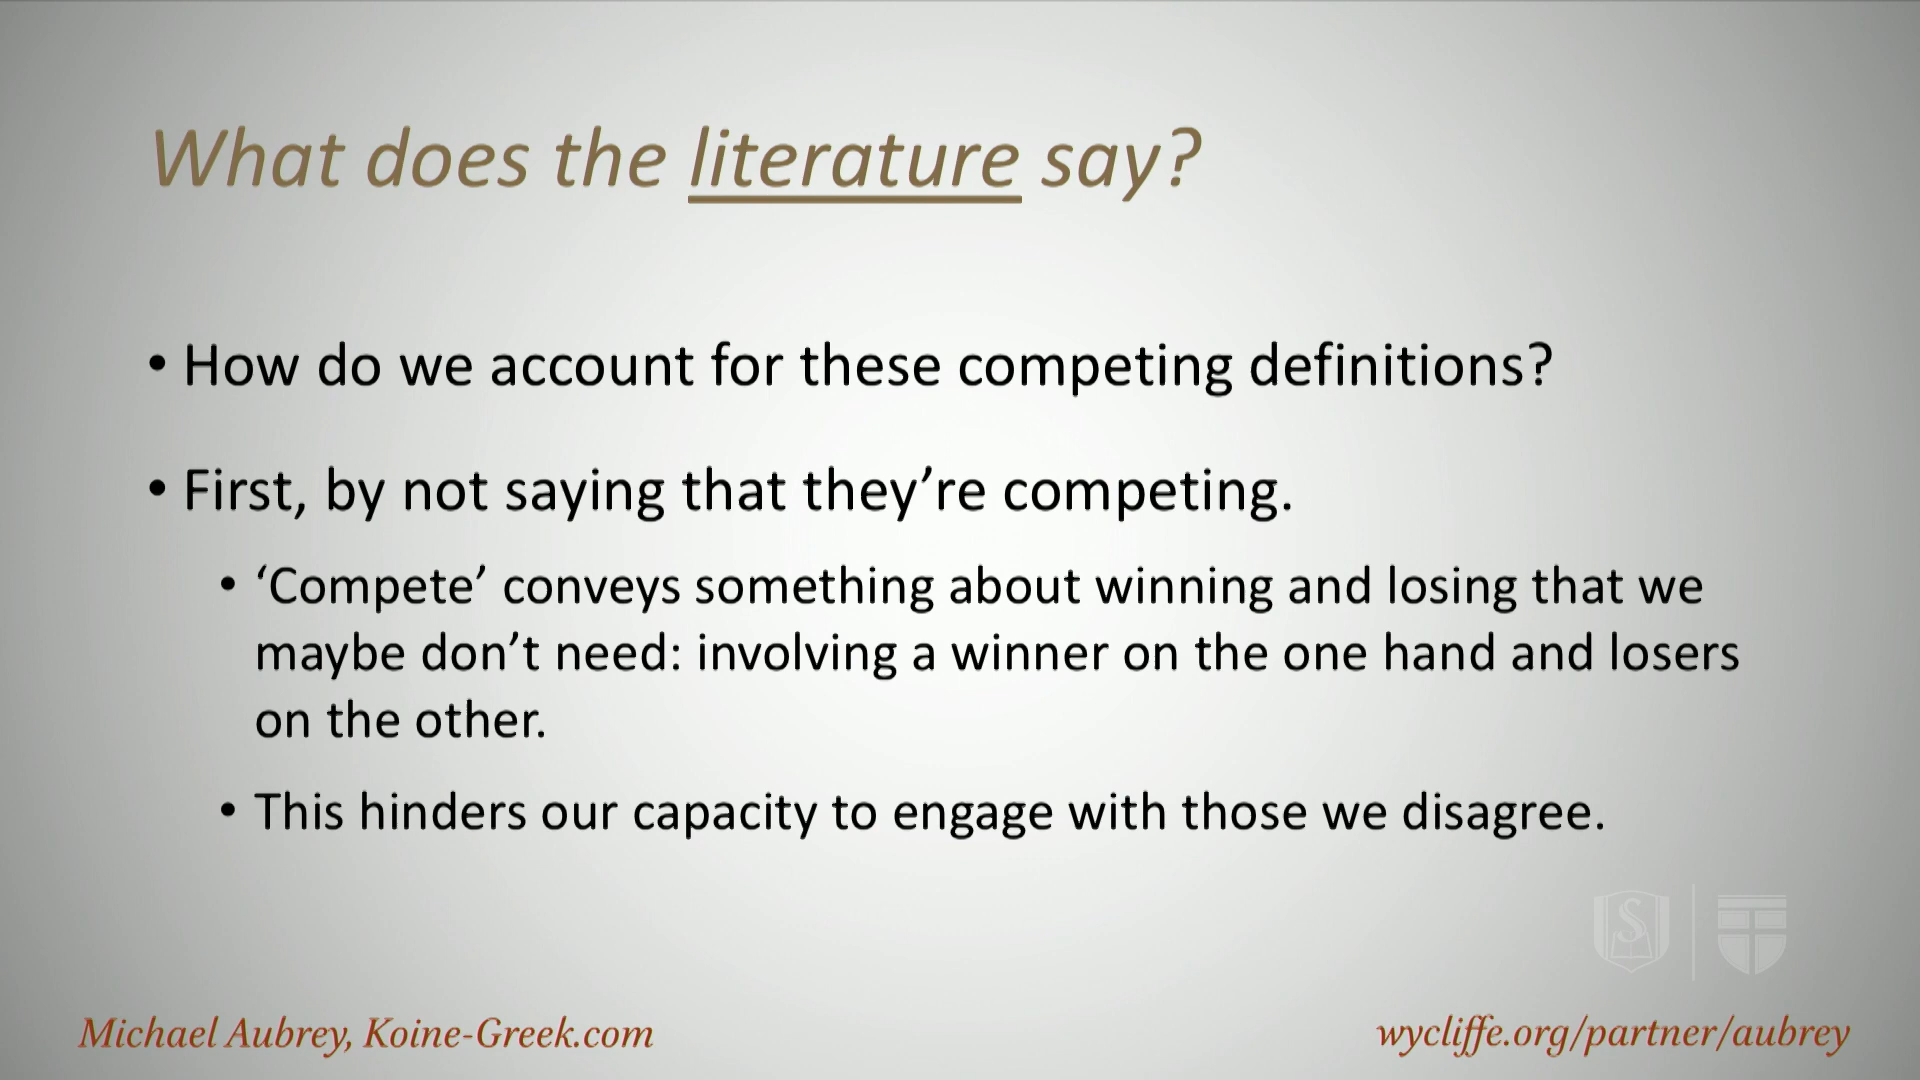 What does the literature say?
• How do we account for these competing definitions?
• First, by not saying that they’re competing.
• ‘Compete’ conveys something about winning and losing that we
maybe don’t need: involving a winner on the one hand and losers
on the other.
• This hinders our capacity to engage with those we disagree.
Michael Aubrey, Koine-Greek.com
wycliffe.org/partner/aubrey